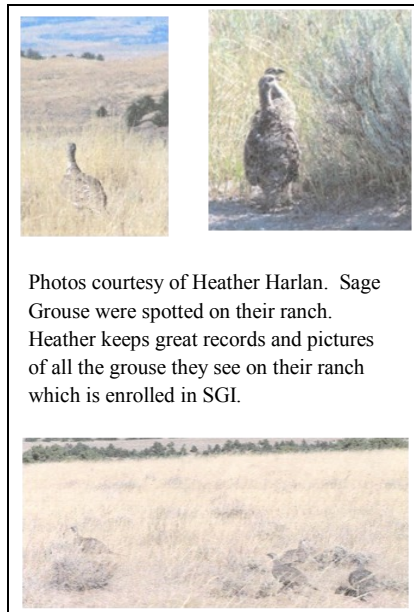 Photos courtesy of Heather Harlan.  Sage
Grouse were spotted on their ranch.
Heather keeps great records and pictures
of all the grouse they see on their ranch
which is enrolled in SGI.